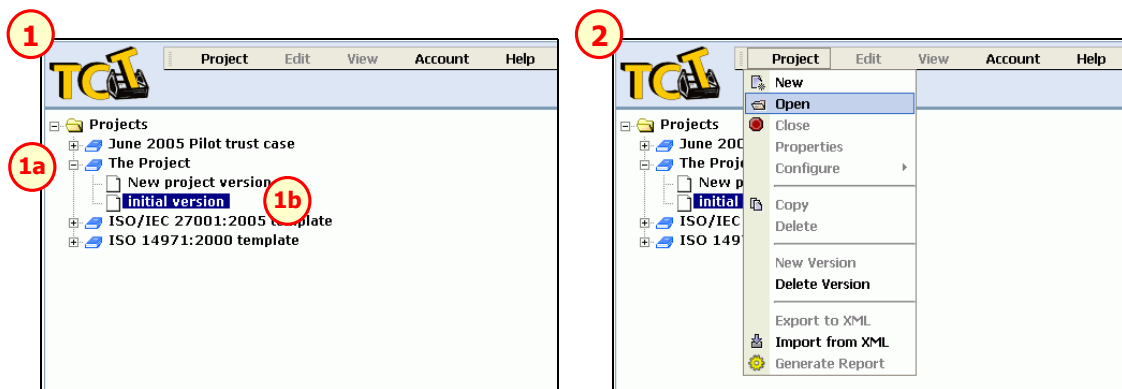 1
TCT
Project Edit View Account Help
Projects
June 2005 Pilot trust case
1a
The Project
New project version
initial version
1b
ISO/IEC 27001:2005 template
ISO 14971:2000 template
2
TCT
Project Edit View Account Help
New
Open
Close
Properties
Configure
Copy
Delete
New Version
Delete Version
Export to XML
Import from XML
Generate Report
Projects
June 200
The Proje
New p
initial
ISO/IEC
ISO 1497